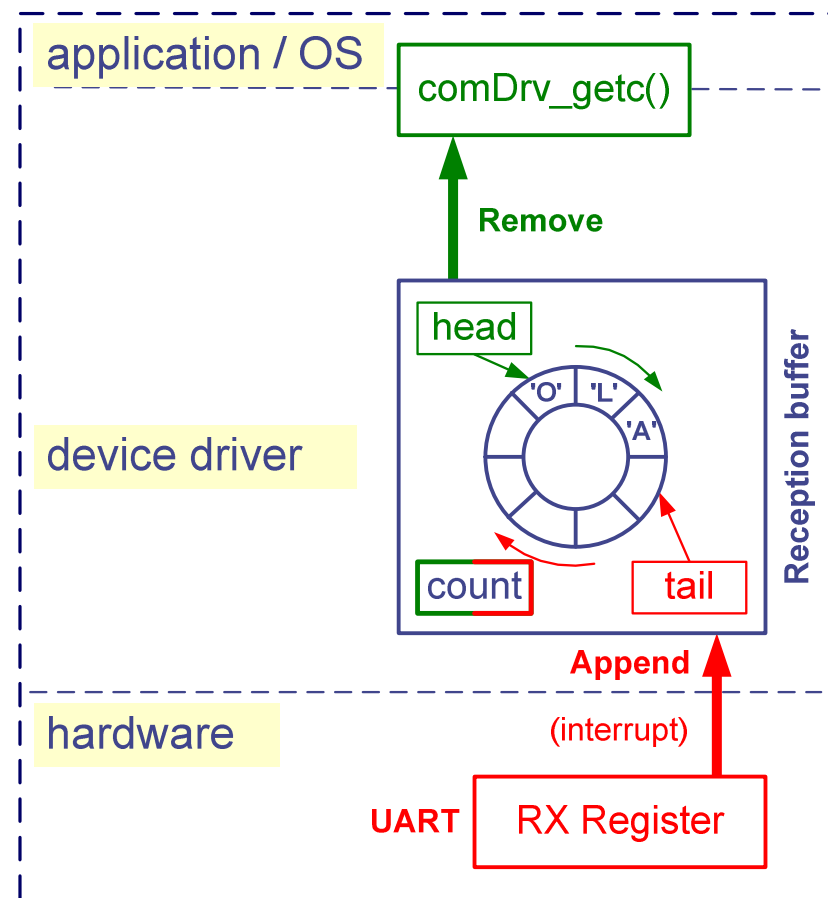 application / OS
comDrv_getc()
Remove
head
'O' 'L' 'A'
Reception buffer
device driver
count
tail
Append
hardware
(interrupt)
UART
RX Register